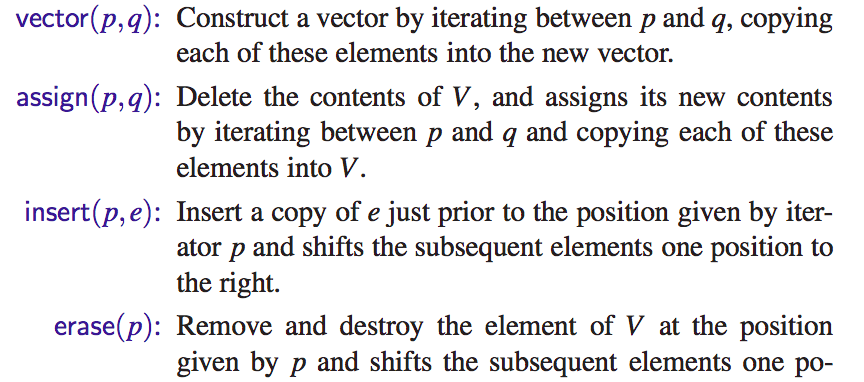 vector(p,q): Construct a vector by iterating between p and q, copying
each of these elements into the new vector.
assign(p,q): Delete the contents of V, and assigns its new contents
by iterating between p and q and copying each of these
elements into V.
insert(p,e): Insert a copy of e just prior to the position given by iter-
ator p and shifts the subsequent elements one position to
the right.
erase(p): Remove and destroy the element of V at the position
given by p and shifts the subsequent elements one po-